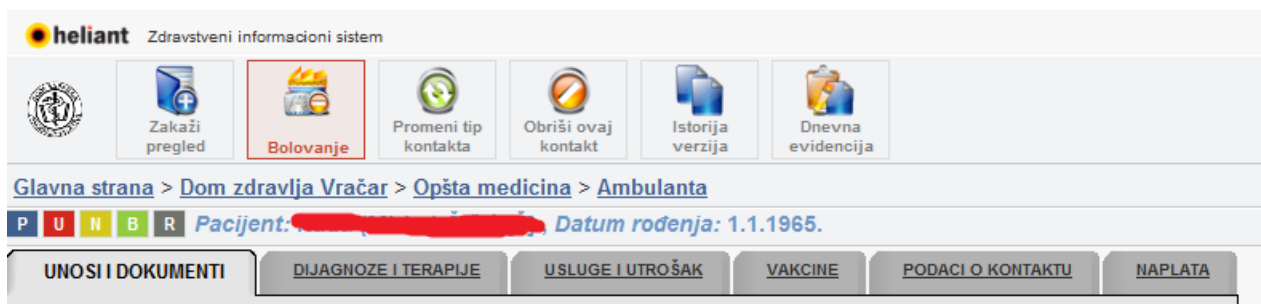 heliant Zdravstveni informacioni sistem
Zakaži pregled
Bolovanje
Promeni tip kontakta
Obriši ovaj kontakt
Istorija verzija
Dnevna evidencija
Glavna strana > Dom zdravlja Vračar > Opšta medicina > Ambulanta
P U N B R Pacijent: , Datum rođenja: 1.1.1965.
UNOSI I DOKUMENTI DIJAGNOZE I TERAPIJE USLUGE I UTROŠAK VAKCINE PODACI O KONTAKTU NAPLATA